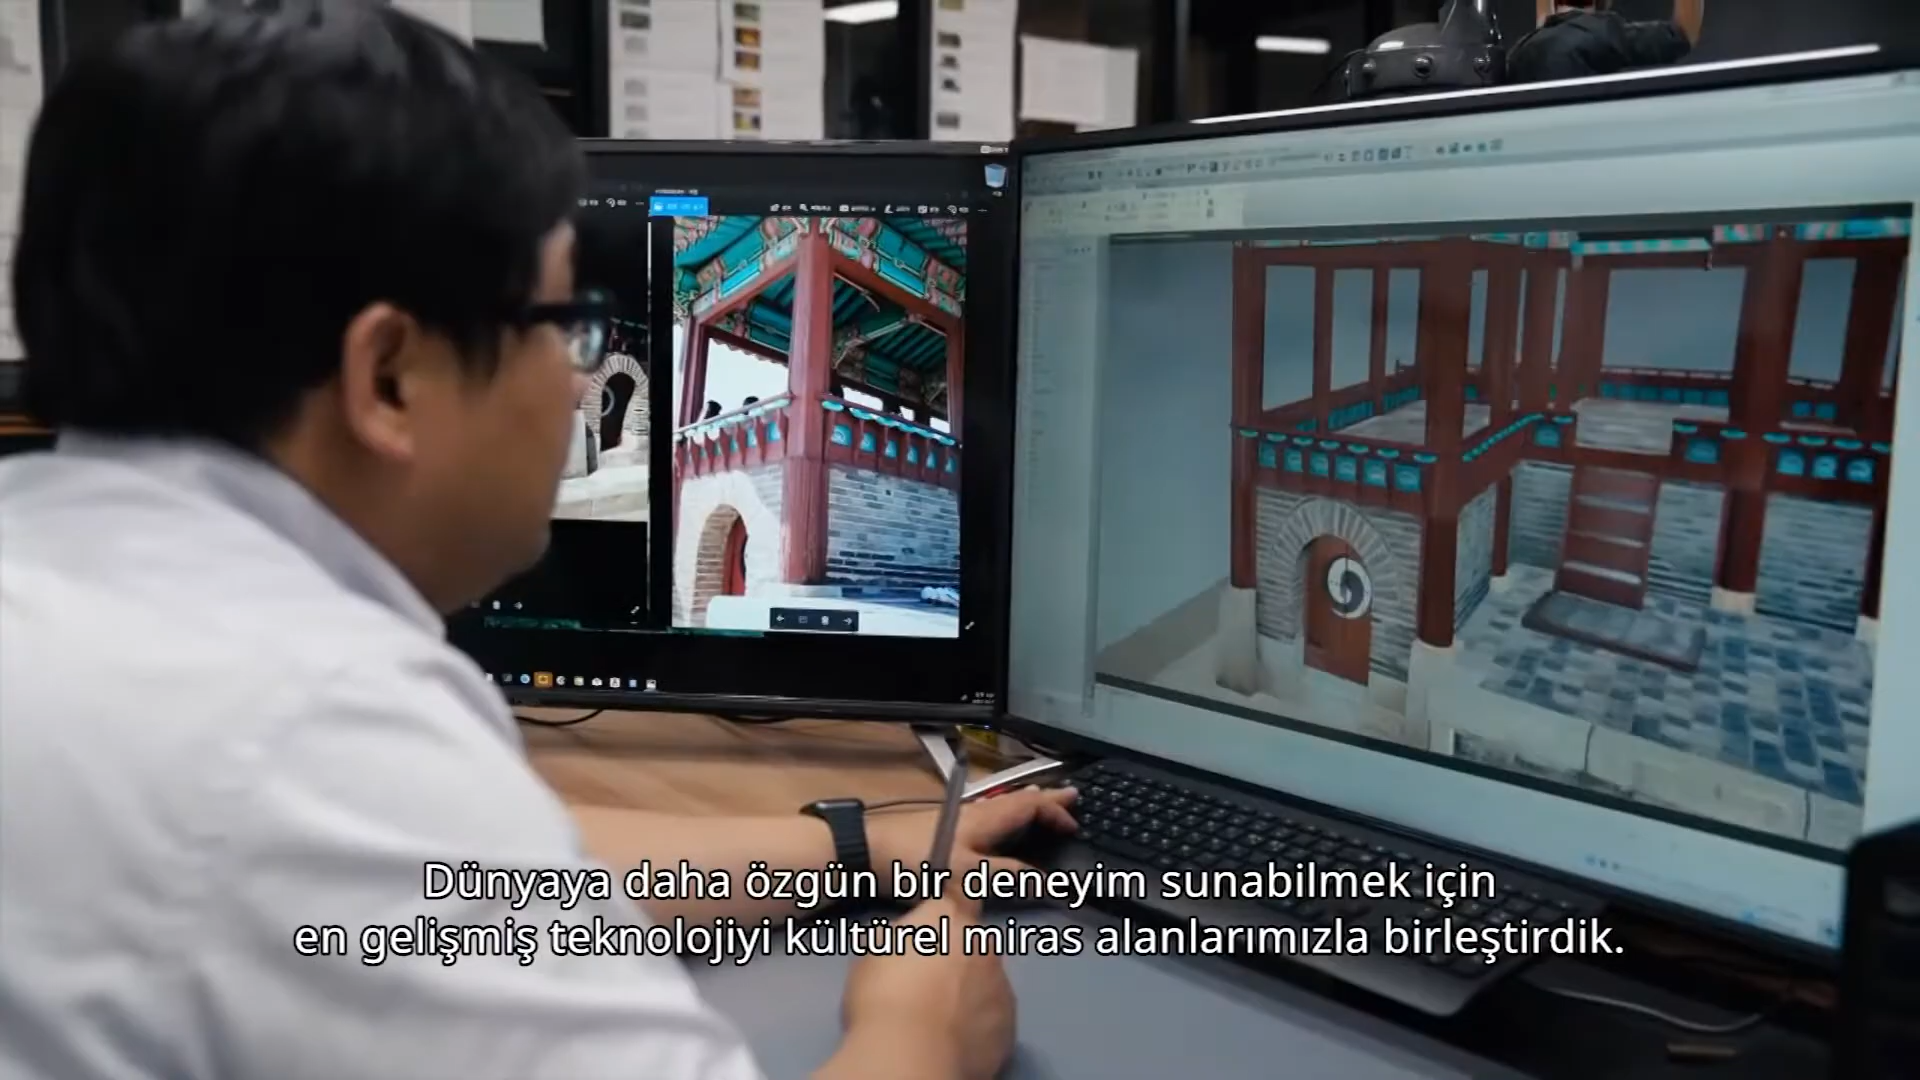 Dünyaya daha özgün bir deneyim sunabilmek için
en gelişmiş teknolojiyi kültürel miras alanlarımızla birleştirdik.